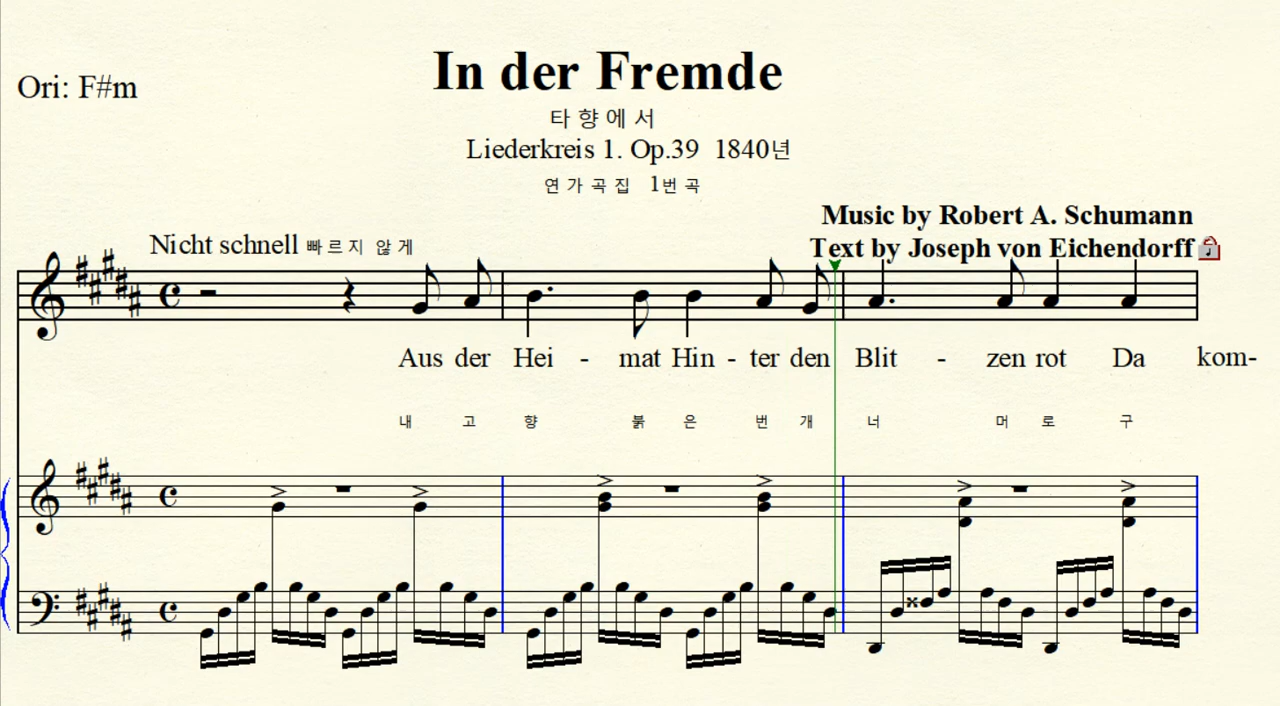 In der Fremde
Ori: F#m
타향에서
Liederkreis 1. Op.39 1840년
연가곡집 1번곡
Music by Robert A. Schumann
Nicht schnell 빠르지 않게
Text by Joseph von Eichendorff
Aus der Hei - mat Hin - ter den Blit - zen rot Da kom-
내 고 향 붉 은 번 개 너 머 로 구